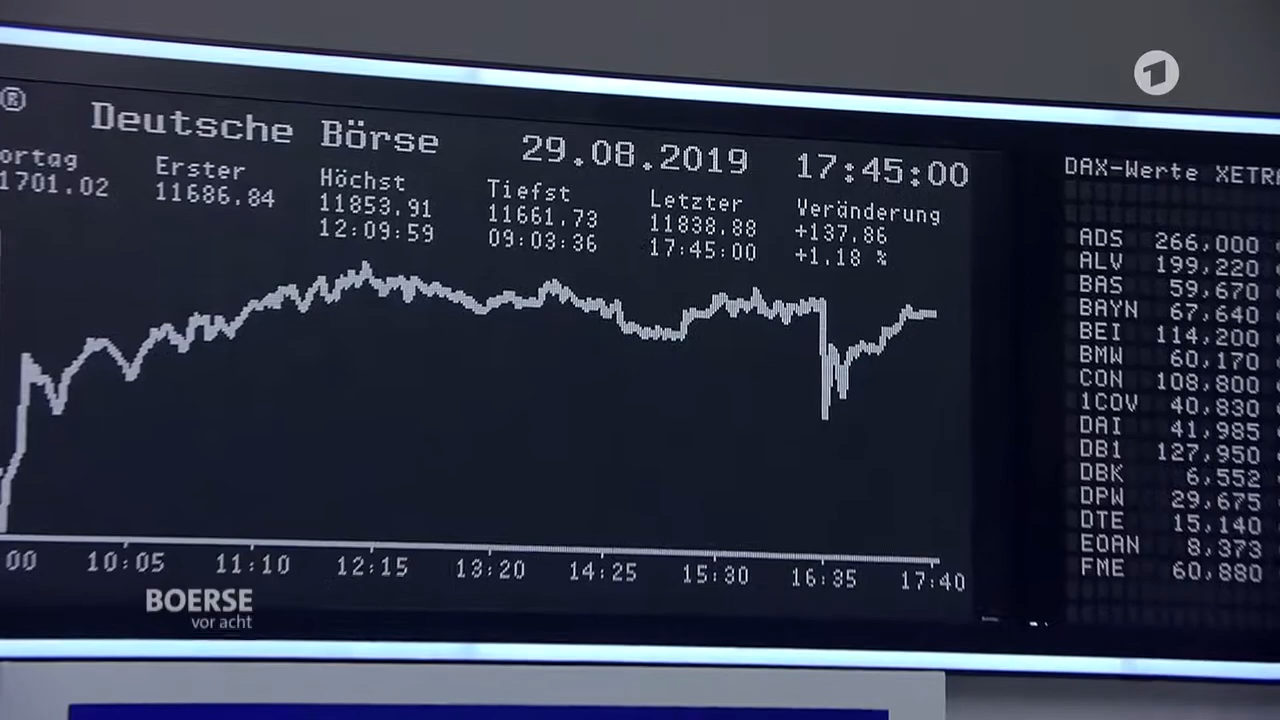 1
® Deutsche Börse 29.08.2019 17:45:00
ortag Erster Höchst Tiefst Letzter Veränderung
1701.02 11686.84 11853.91 11661.73 11838.88 +137.86
12:09:59 09:03:36 17:45:00 +1.18 %
00 10:05 11:10 12:15 13:20 14:25 15:30 16:35 17:40
DAX-Werte XETRA
ADS 266,000
ALV 199,220
BAS 59,670
BAYN 67,640
BEI 114,200
BMW 60,170
CON 108,800
1COV 40,830
DAI 41,985
DB1 127,950
DBK 6,552
DPW 29,675
DTE 15,140
EOAN 8,373
FME 60,880
BOERSE
vor acht